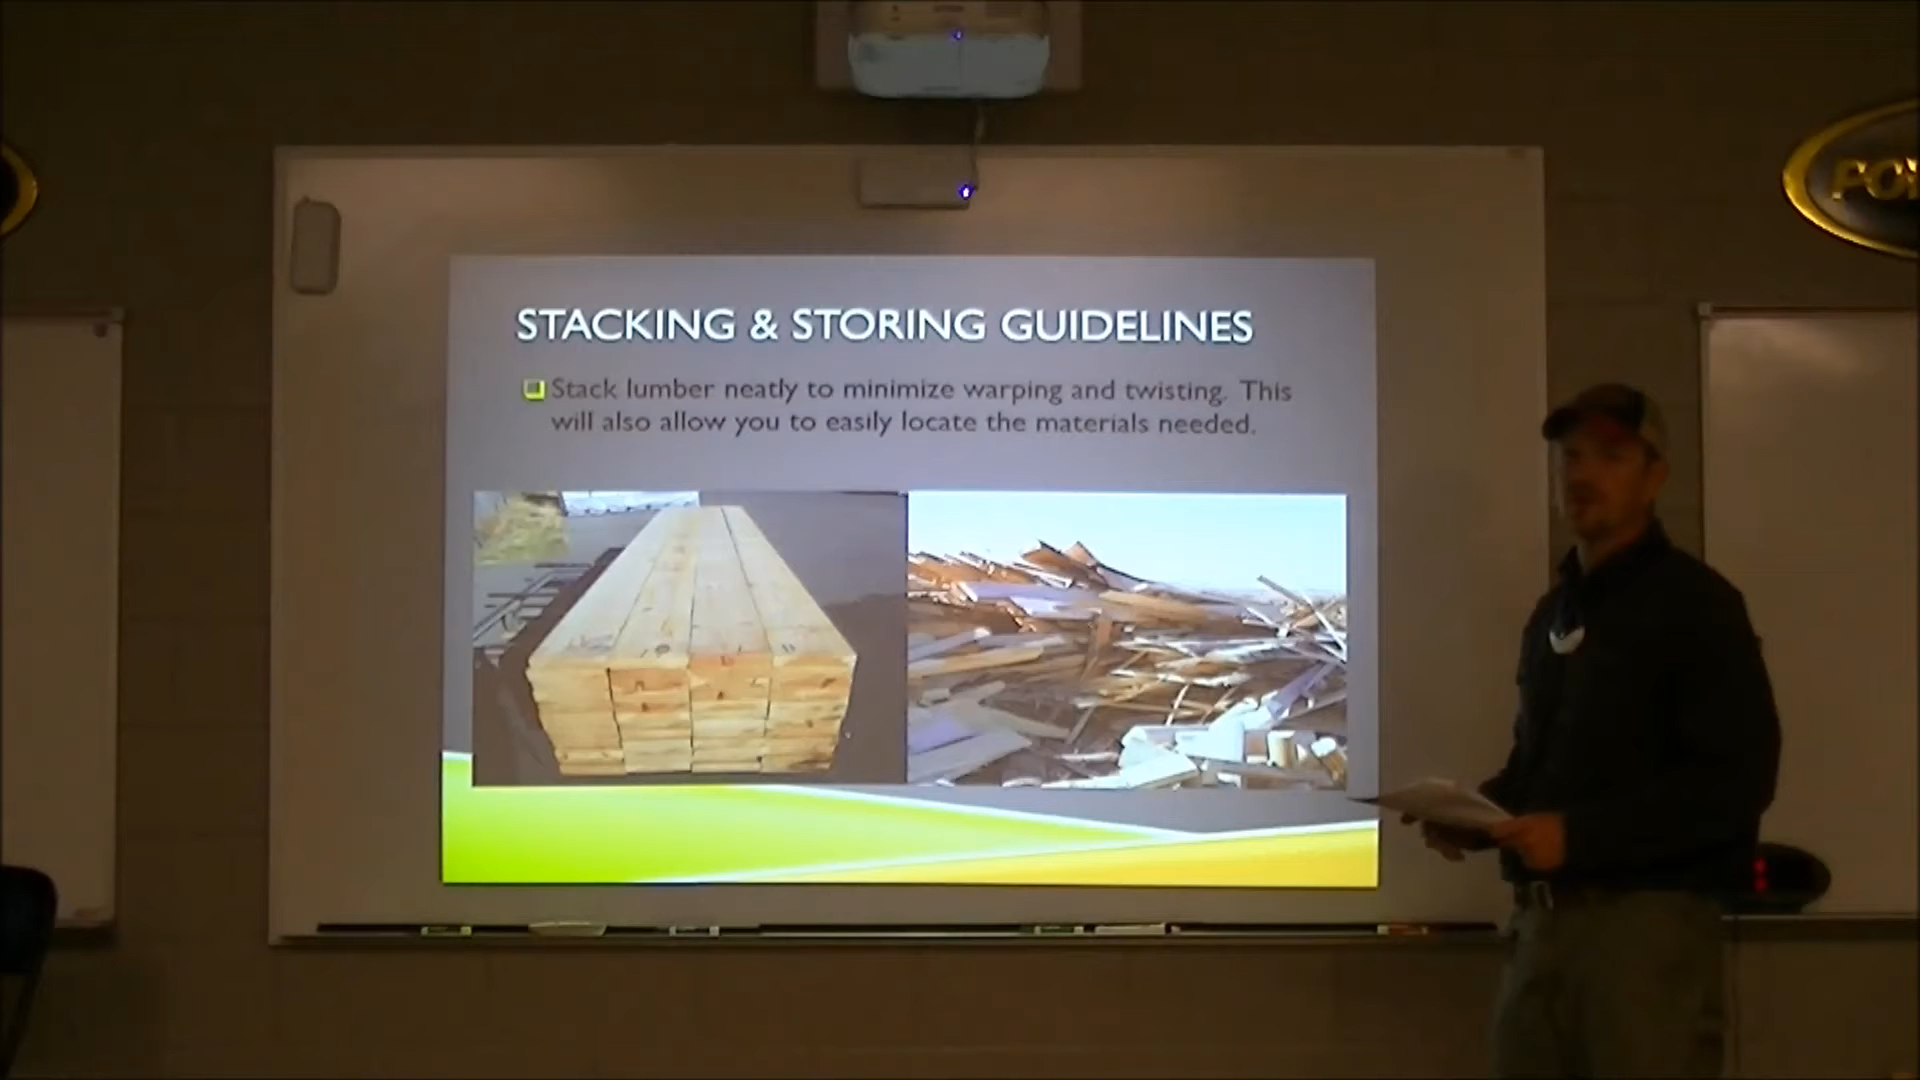 STACKING & STORING GUIDELINES
Stack lumber neatly to minimize warping and twisting. This
will also allow you to easily locate the materials needed.